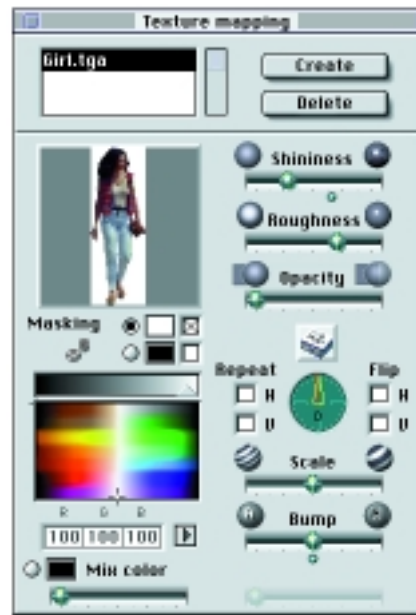 Texture mapping
Girl.tga
Create
Delete
Shininess
Roughness
Opacity
Masking
Repeat
Flip
H
H
V
V
0
Scale
R G B
Bump
100 100 100
Mix color